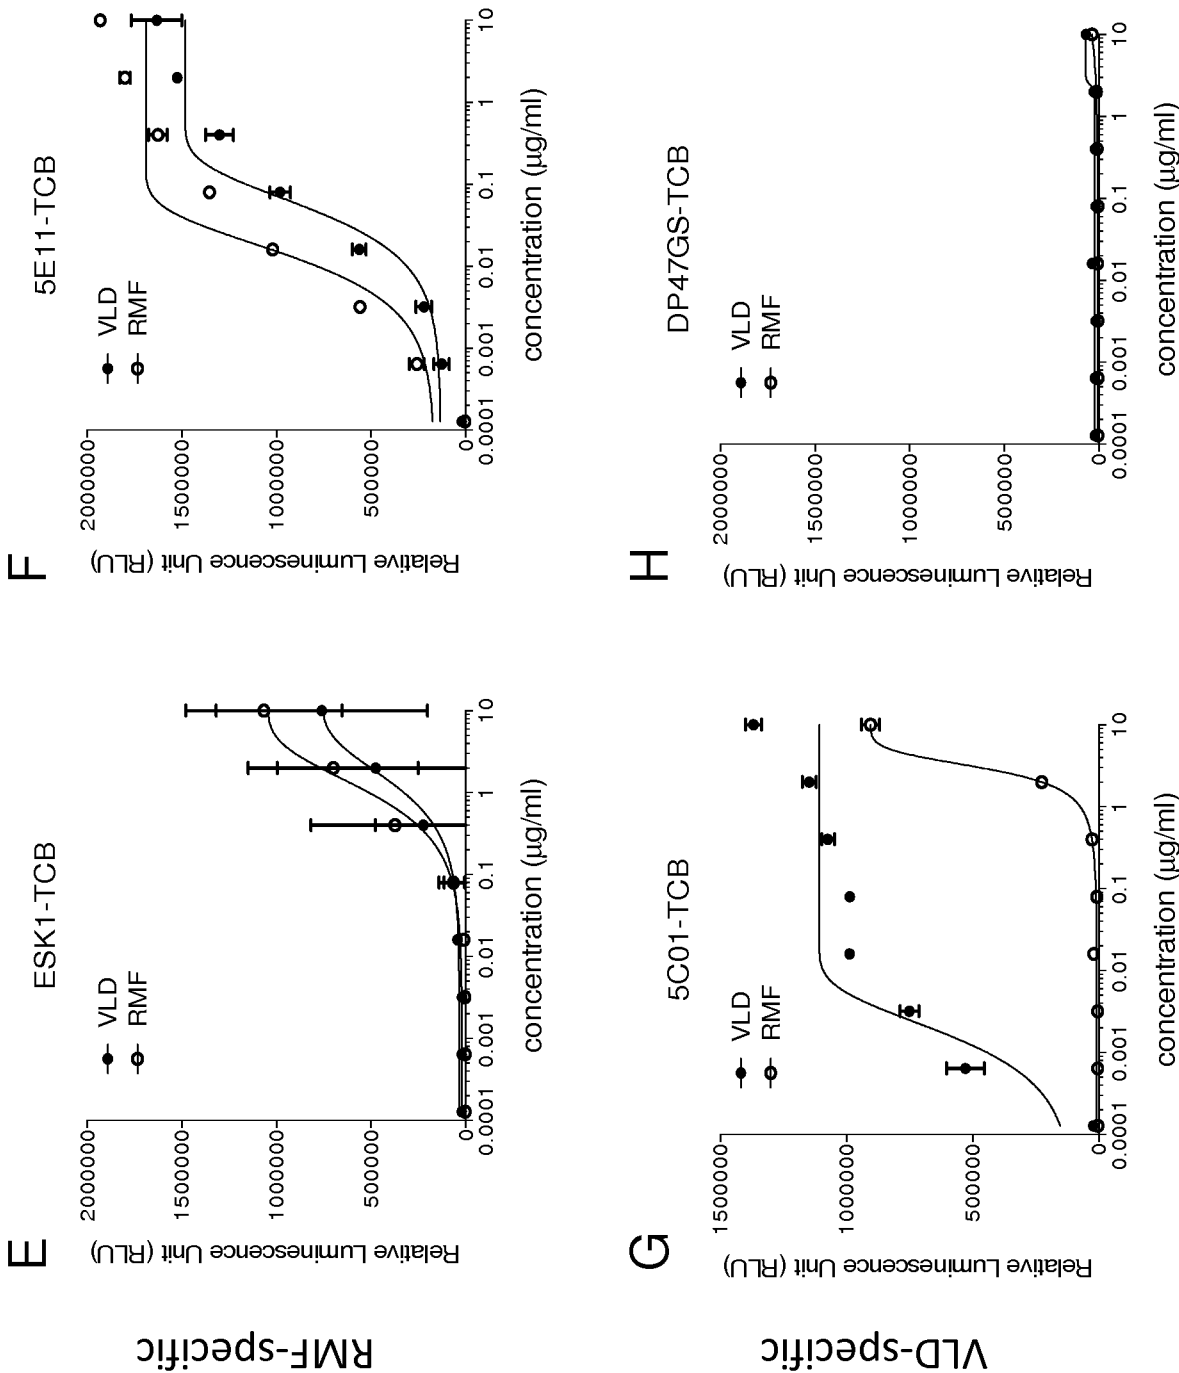 RMF-specific
E
ESK1-TCB
VLD
RMF
Relative Luminescence Unit (RLU)
2000000
1500000
1000000
500000
0
0.0001
0.001
0.01
0.1
1
10
concentration (µg/ml)
F
5E11-TCB
VLD
RMF
Relative Luminescence Unit (RLU)
2000000
1500000
1000000
500000
0
0.0001
0.001
0.01
0.1
1
10
concentration (µg/ml)
VLD-specific
G
5C01-TCB
VLD
RMF
Relative Luminescence Unit (RLU)
1500000
1000000
500000
0
0.0001
0.001
0.01
0.1
1
10
concentration (µg/ml)
H
DP47GS-TCB
VLD
RMF
Relative Luminescence Unit (RLU)
2000000
1500000
1000000
500000
0
0.0001
0.001
0.01
0.1
1
10
concentration (µg/ml)